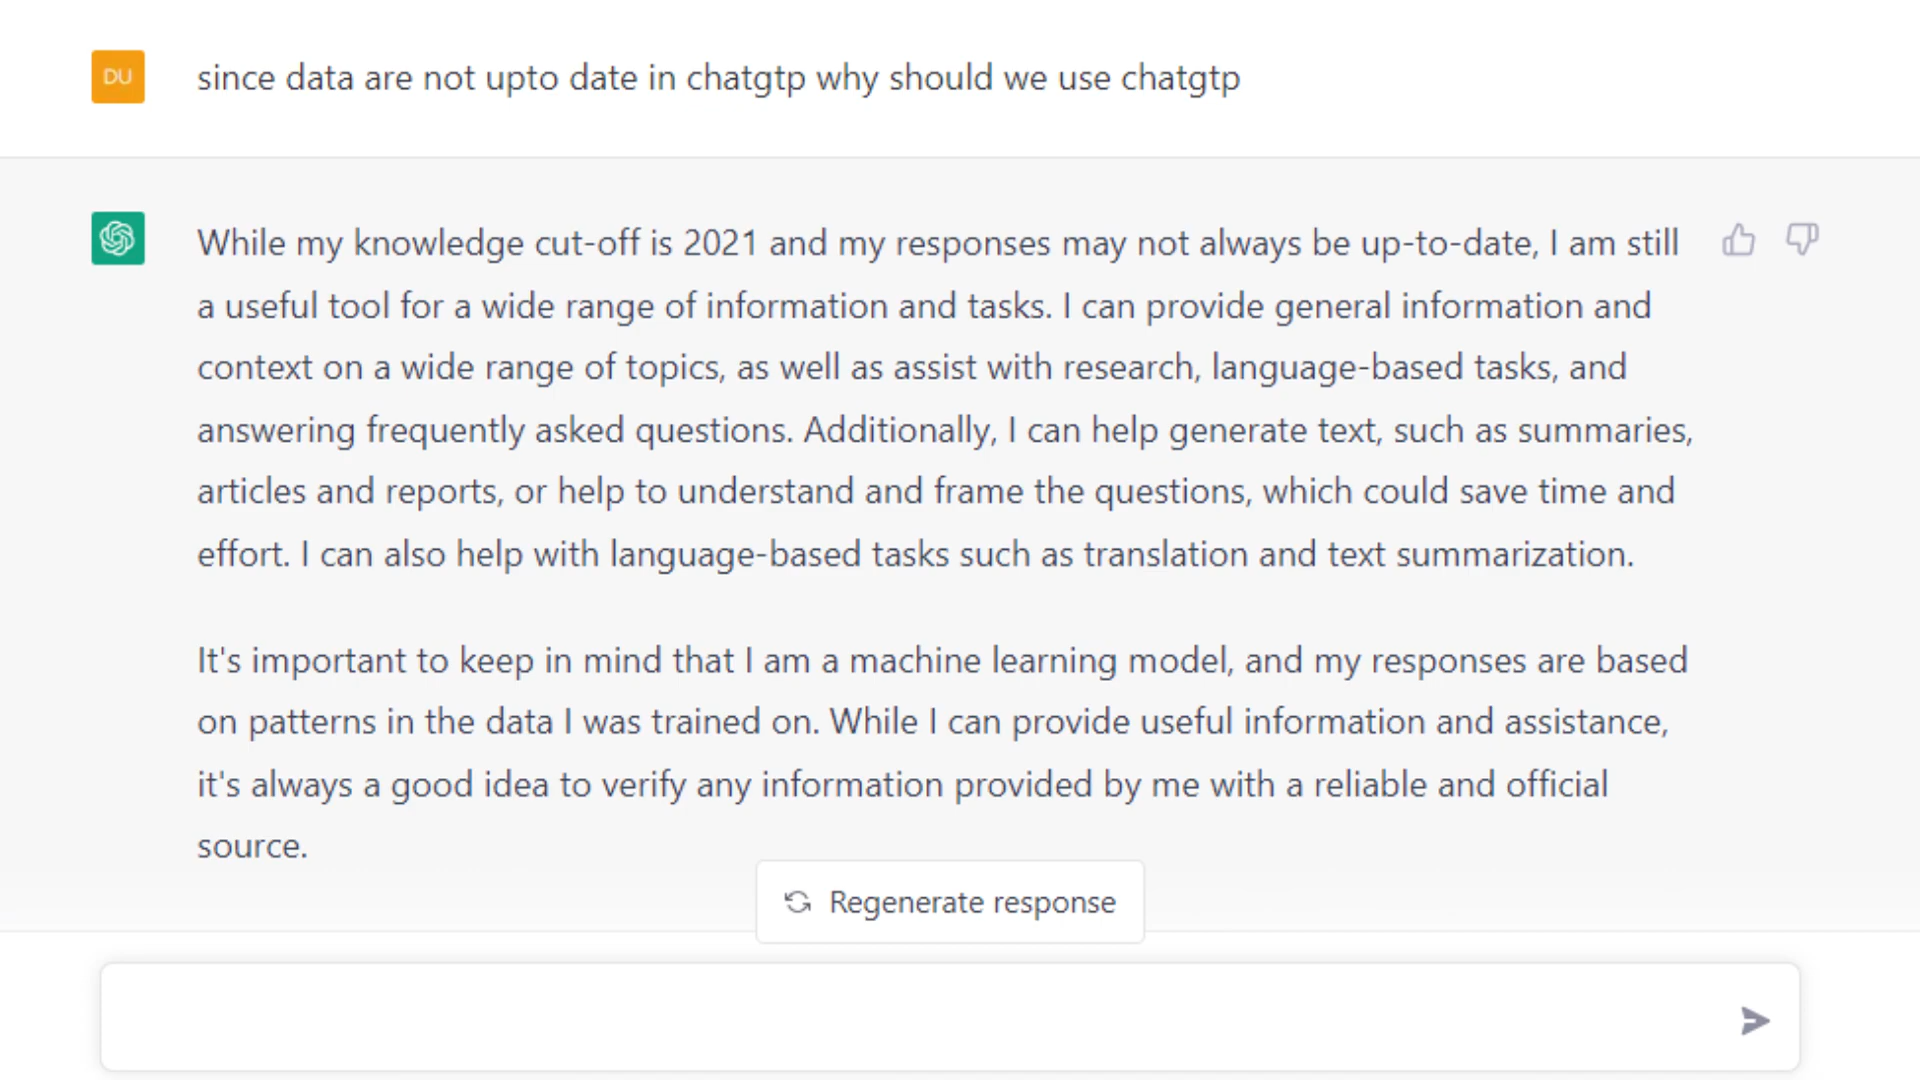 DU
since data are not upto date in chatgtp why should we use chatgtp
While my knowledge cut-off is 2021 and my responses may not always be up-to-date, I am still
a useful tool for a wide range of information and tasks. I can provide general information and
context on a wide range of topics, as well as assist with research, language-based tasks, and
answering frequently asked questions. Additionally, I can help generate text, such as summaries,
articles and reports, or help to understand and frame the questions, which could save time and
effort. I can also help with language-based tasks such as translation and text summarization.
It's important to keep in mind that I am a machine learning model, and my responses are based
on patterns in the data I was trained on. While I can provide useful information and assistance,
it's always a good idea to verify any information provided by me with a reliable and official
source.
Regenerate response